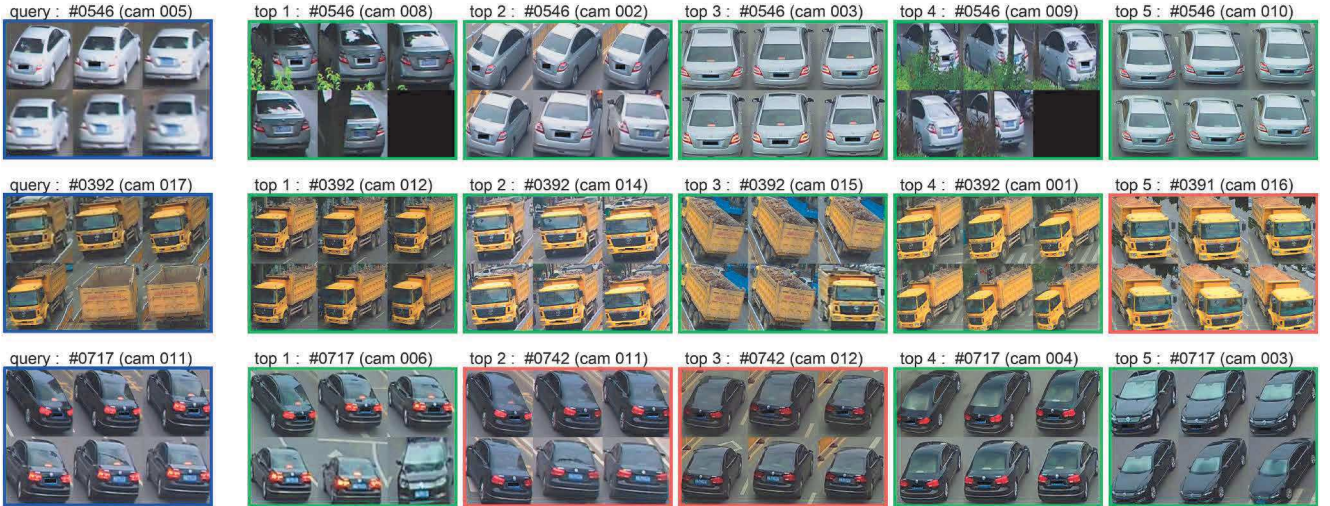 query : #0546 (cam 005) top 1 : #0546 (cam 008) top 2 : #0546 (cam 002) top 3 : #0546 (cam 003) top 4 : #0546 (cam 009) top 5 : #0546 (cam 010)
query : #0392 (cam 017) top 1 : #0392 (cam 012) top 2 : #0392 (cam 014) top 3 : #0392 (cam 015) top 4 : #0392 (cam 001) top 5 : #0391 (cam 016)
query : #0717 (cam 011) top 1 : #0717 (cam 006) top 2 : #0742 (cam 011) top 3 : #0742 (cam 012) top 4 : #0717 (cam 004) top 5 : #0717 (cam 003)